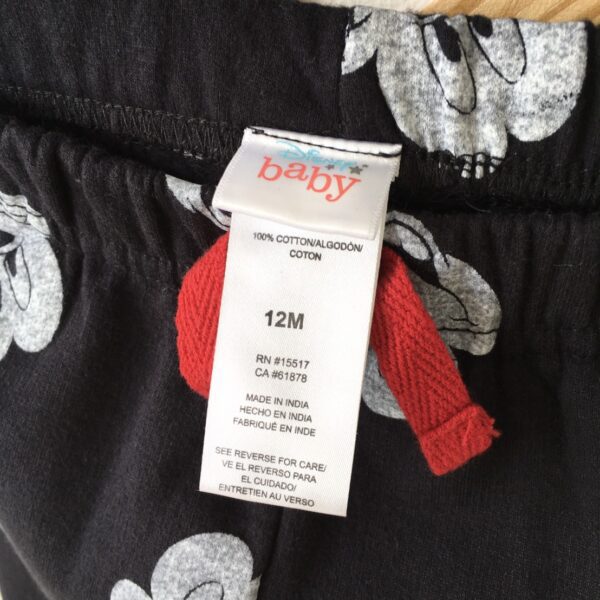 Disney
baby
100% COTTON/ALGODÓN/
COTON
12M
RN #15517
CA #61878
MADE IN INDIA
HECHO EN INDIA
FABRIQUÉ EN INDE
SEE REVERSE FOR CARE/
VE EL REVERSO PARA
EL CUIDADO/
ENTRETIEN AU VERSO